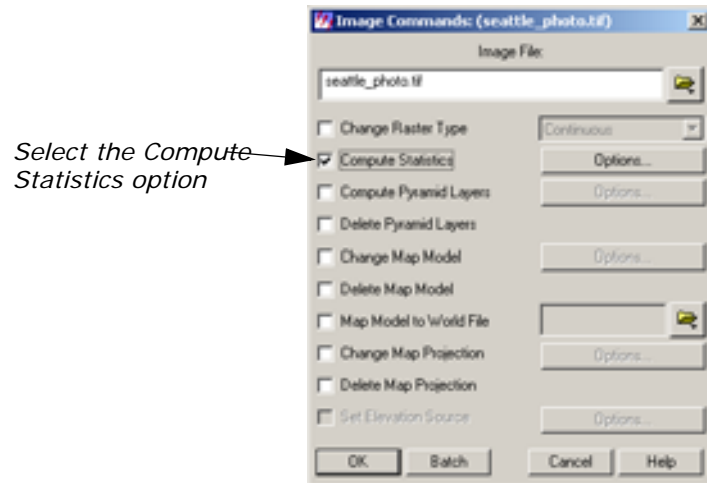 Image Commands: (seattle_photo.tif)
Image File:
seattle_photo.tif
Change Raster Type
Continuous
Select the Compute
Statistics option
Compute Statistics
Options...
Compute Pyramid Layers
Options...
Delete Pyramid Layers
Change Map Model
Options...
Delete Map Model
Map Model to World File
Change Map Projection
Options...
Delete Map Projection
Set Elevation Source
Options...
OK
Batch
Cancel
Help